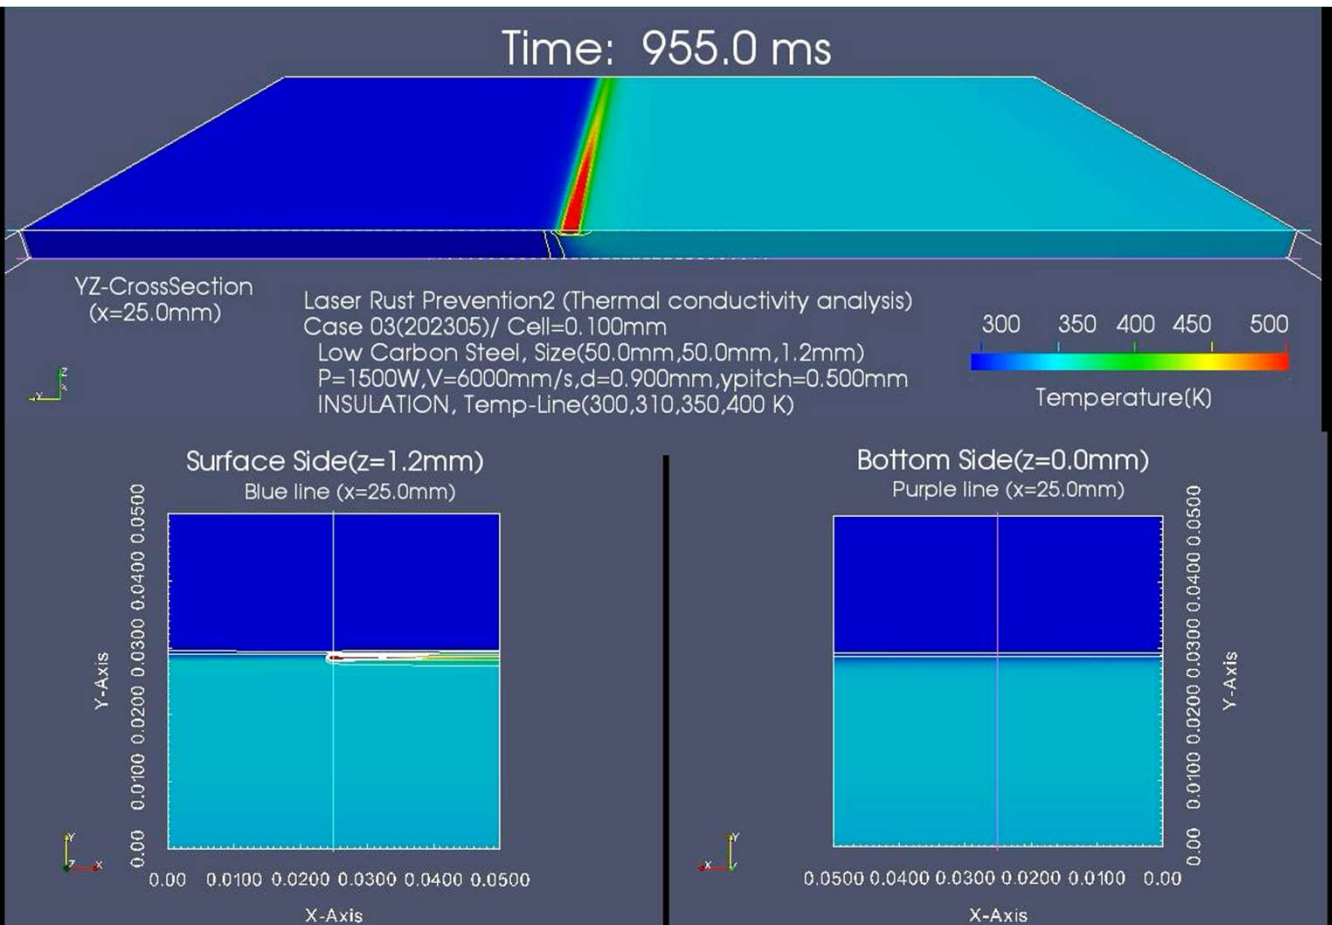 Time: 955.0 ms
YZ-CrossSection
(x=25.0mm)
Laser Rust Prevention2 (Thermal conductivity analysis)
Case 03(202305)/ Cell=0.100mm
Low Carbon Steel, Size(50.0mm,50.0mm,1.2mm)
P=1500W,V=6000mm/s,d=0.900mm,ypitch=0.500mm
INSULATION, Temp-Line(300,310,350,400 K)
300 350 400 450 500
Temperature(K)
Z
Y
Surface Side(z=1.2mm)
Blue line (x=25.0mm)
Y-Axis
0.00 0.0100 0.0200 0.0300 0.0400 0.0500
Y
Z
X
0.00 0.0100 0.0200 0.0300 0.0400 0.0500
X-Axis
Bottom Side(z=0.0mm)
Purple line (x=25.0mm)
0.00 0.0100 0.0200 0.0300 0.0400 0.0500
Y-Axis
Y
X
0.0500 0.0400 0.0300 0.0200 0.0100 0.00
X-Axis